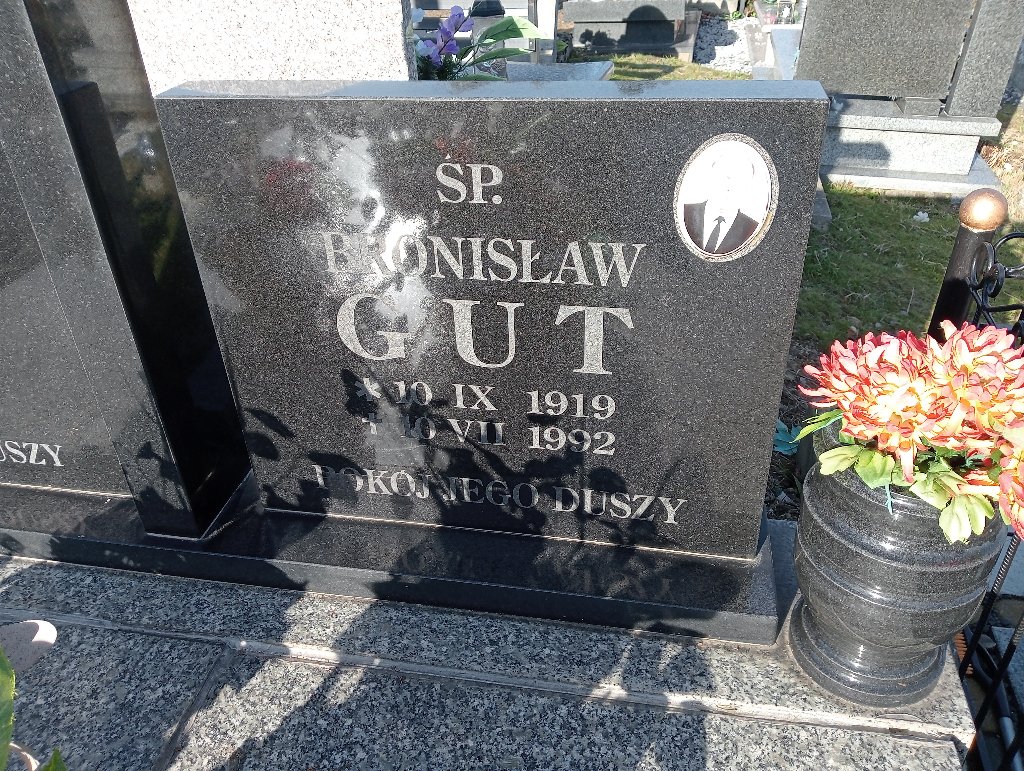 ŚP.
BRONISŁAW
GUT
* 10 IX 1919
† 10 VII 1992
POKÓJ JEGO DUSZY
USZY